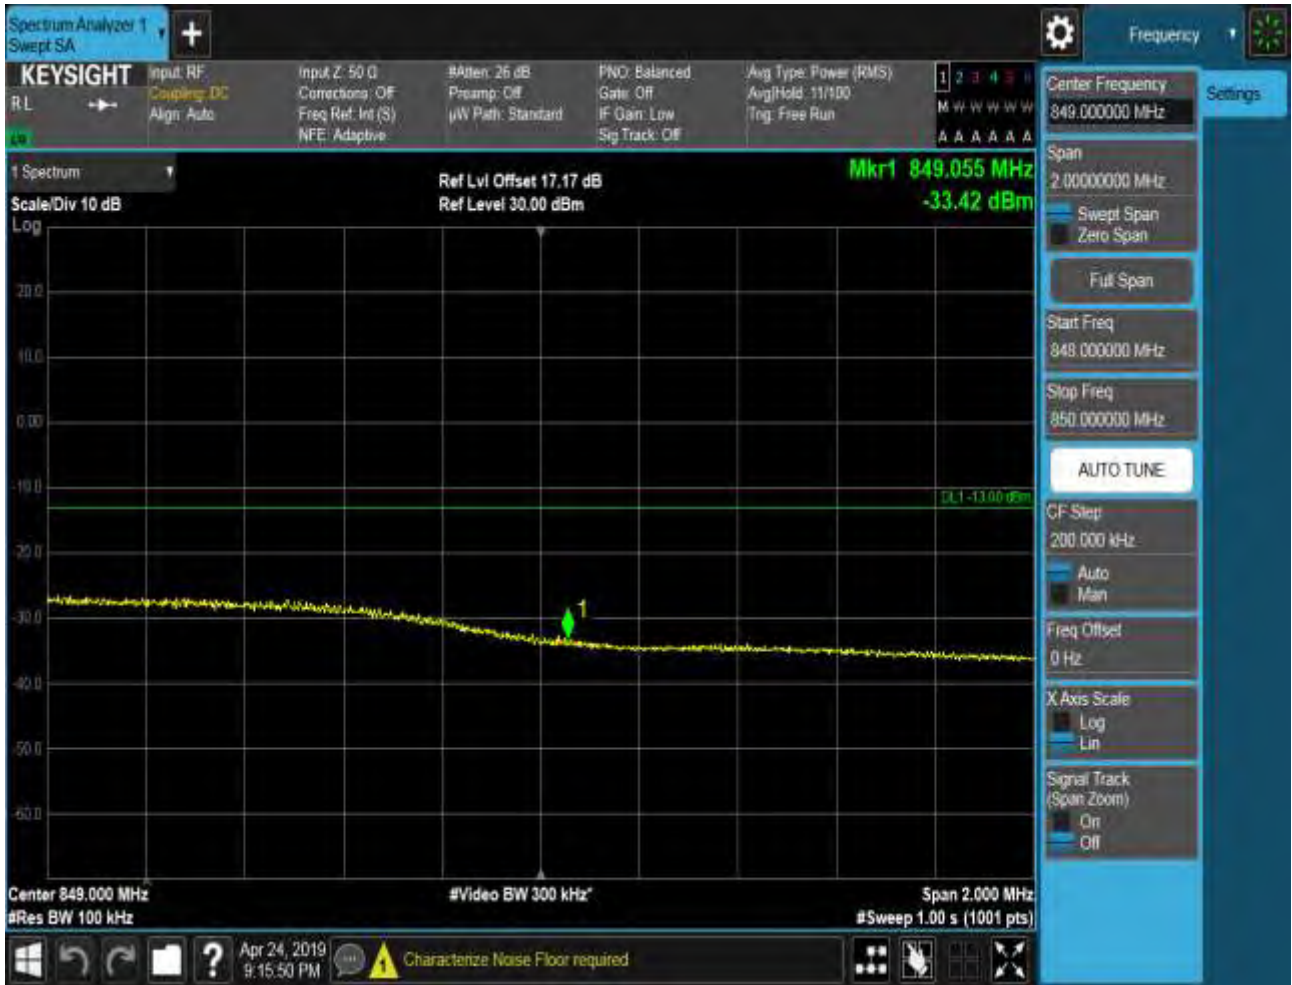 Spectrum Analyzer 1
Swept SA
+
Frequency
KEYSIGHT
RL
Input: RF
Coupling: DC
Align: Auto
Input Z: 50 Ω
Corrections: Off
Freq Ref: Int (S)
NFE: Adaptive
#Atten: 26 dB
Preamp: Off
µW Path: Standard
PNO: Balanced
Gate: Off
IF Gain: Low
Sig Track: Off
Avg Type: Power (RMS)
Avg|Hold: 11/100
Trig: Free Run
1 2 3 4 5 6
M W W W W W
A A A A A A
1 Spectrum
Scale/Div 10 dB
Log
Ref Lvl Offset 17.17 dB
Ref Level 30.00 dBm
Mkr1 849.055 MHz
-33.42 dBm
20.0
10.0
0.00
-10.0
DL1 -13.00 dBm
-20.0
1
-30.0
-40.0
-50.0
-60.0
Center 849.000 MHz
#Res BW 100 kHz
#Video BW 300 kHz*
Span 2.000 MHz
#Sweep 1.00 s (1001 pts)
Settings
Center Frequency
849.000000 MHz
Span
2.00000000 MHz
Swept Span
Zero Span
Full Span
Start Freq
848.000000 MHz
Stop Freq
850.000000 MHz
AUTO TUNE
CF Step
200.000 kHz
Auto
Man
Freq Offset
0 Hz
X Axis Scale
Log
Lin
Signal Track
(Span Zoom)
On
Off
?
Apr 24, 2019
9:15:50 PM
1
Characterize Noise Floor required